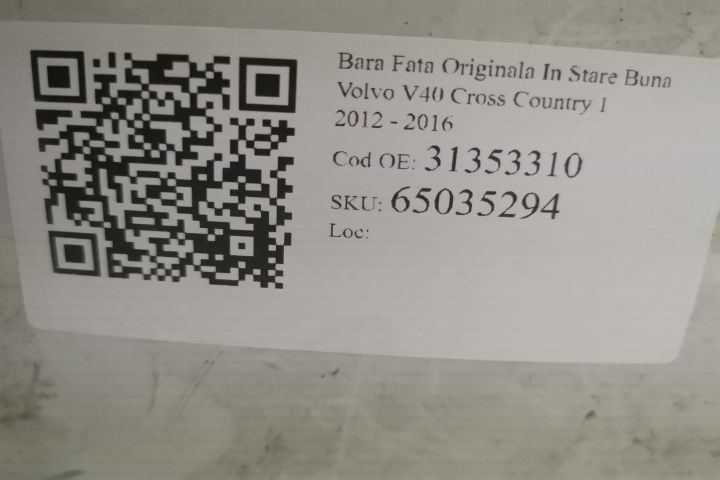 Bara Fata Originala In Stare Buna
Volvo V40 Cross Country 1
2012 - 2016
Cod OE: 31353310
SKU: 65035294
Loc: